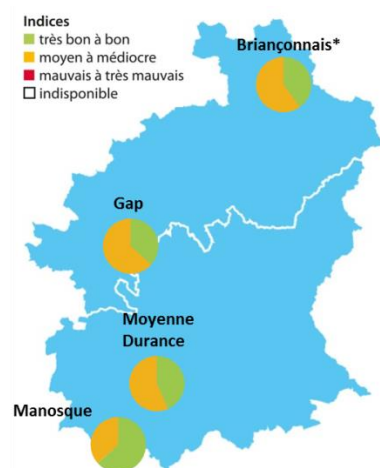 Indices
très bon à bon
moyen à médiocre
mauvais à très mauvais
indisponible
Briançonnais*
Gap
Moyenne
Durance
Manosque